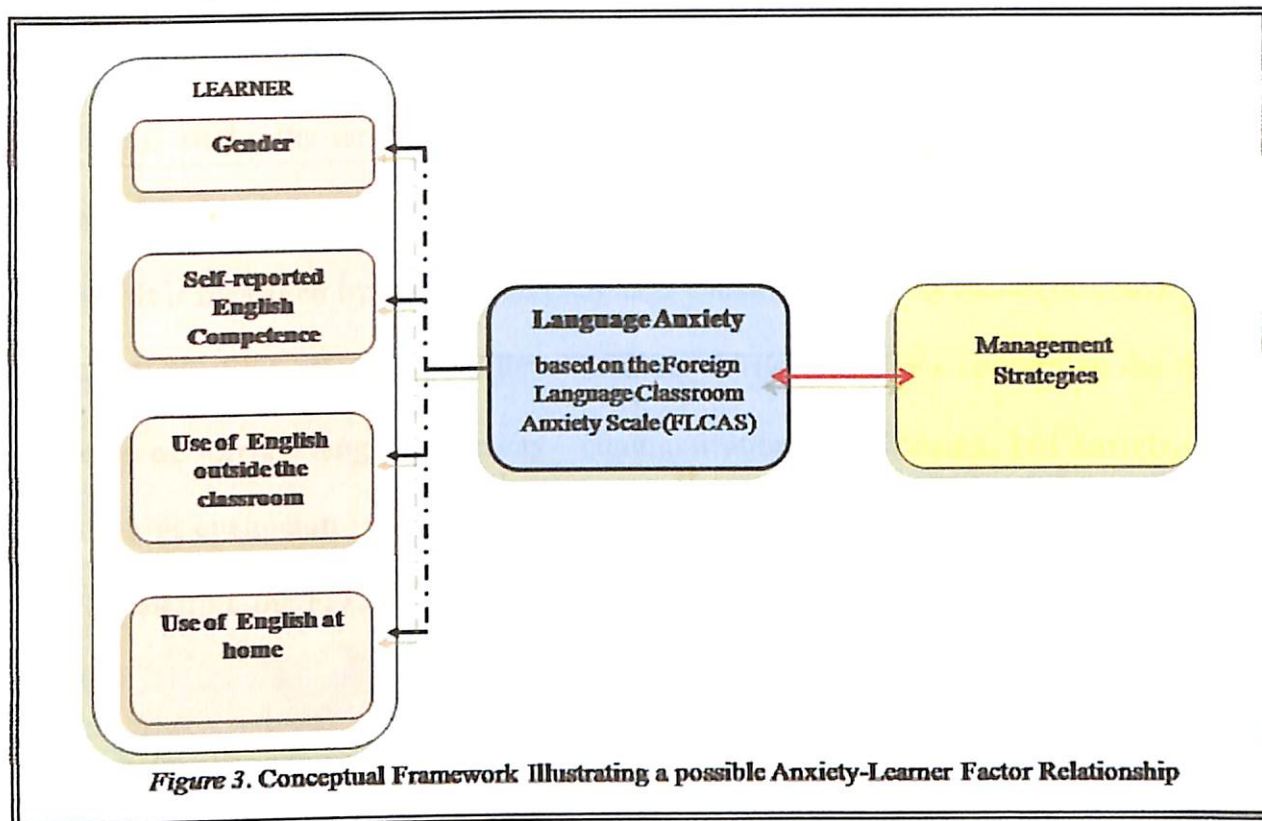 LEARNER
Gender
Self-reported
English
Competence
Use of English
outside the
classroom
Use of English at
home
Language Anxiety
based on the Foreign
Language Classroom
Anxiety Scale (FLCAS)
Management
Strategies
Figure 3. Conceptual Framework Illustrating a possible Anxiety-Learner Factor Relationship